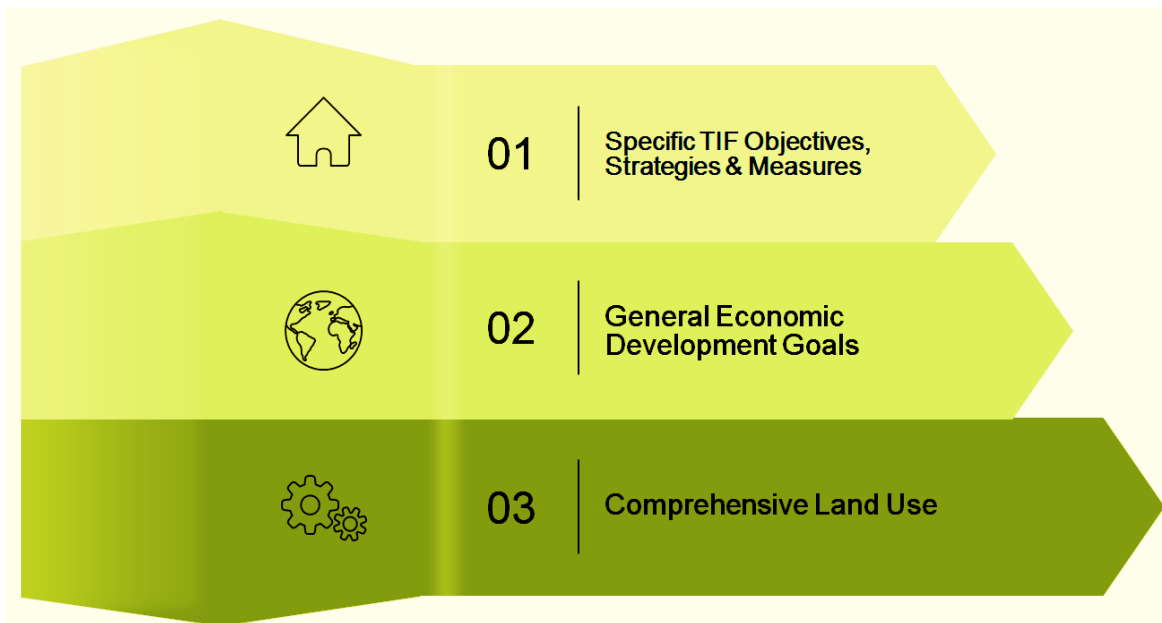 01
Specific TIF Objectives,
Strategies & Measures
02
General Economic
Development Goals
03
Comprehensive Land Use